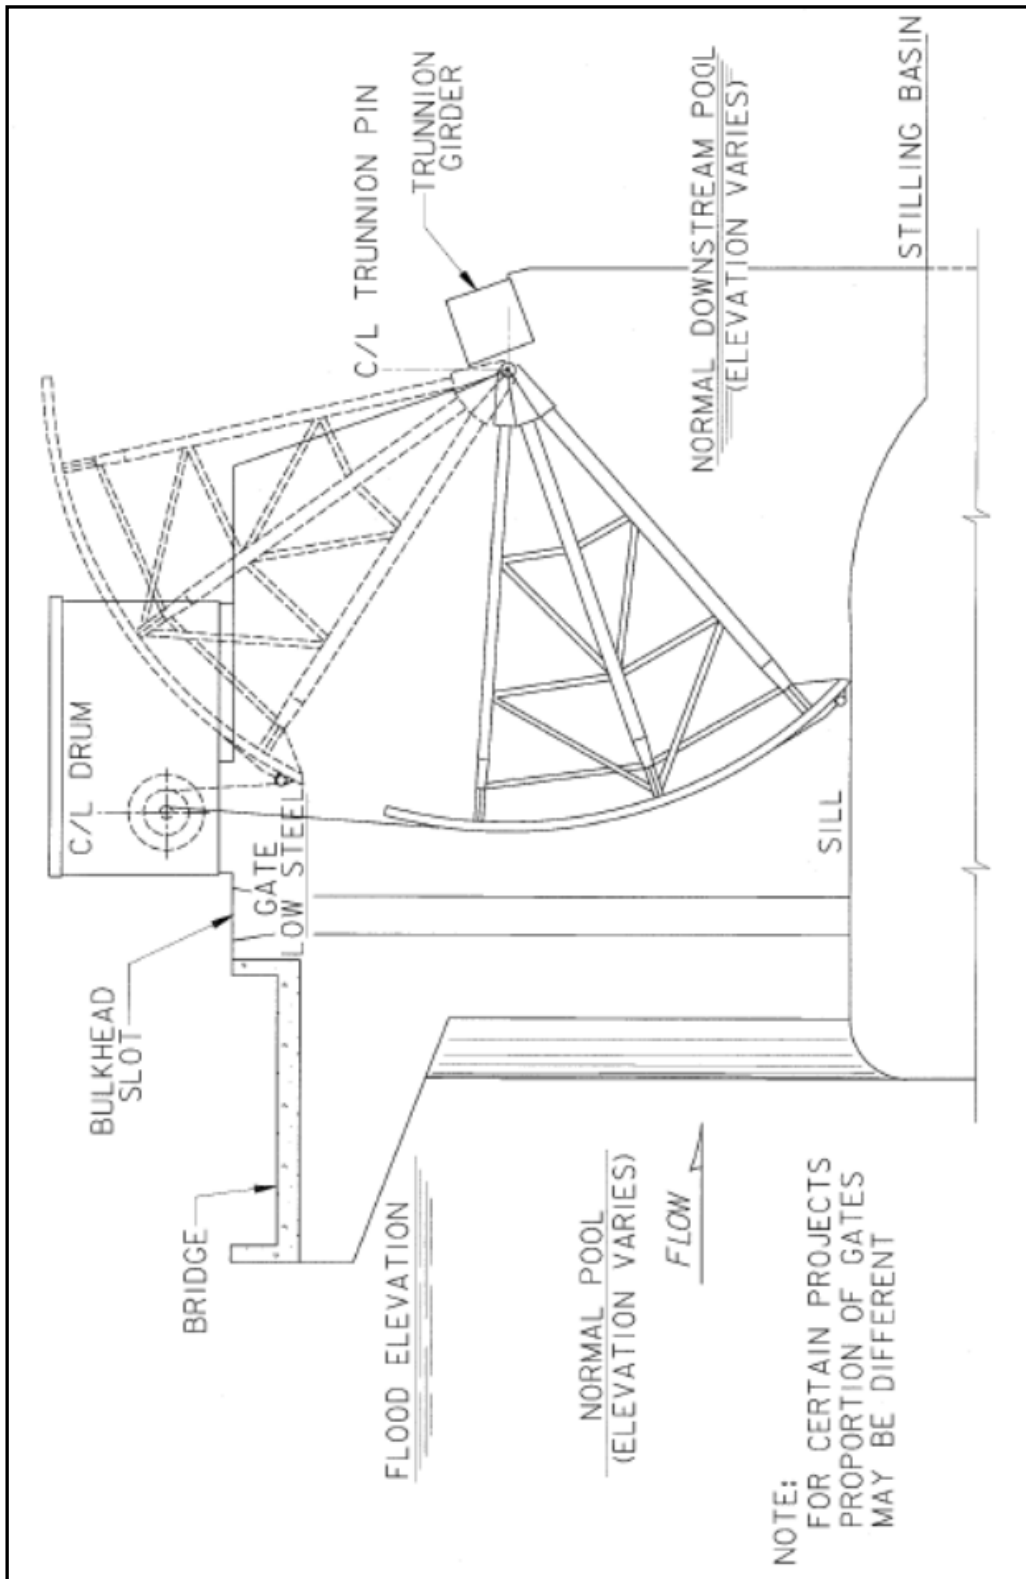 BRIDGE
BULKHEAD
SLOT
C/L DRUM
GATE
LOW STEEL
C/L TRUNNION PIN
TRUNNION
GIRDER
FLOOD ELEVATION
NORMAL POOL
(ELEVATION VARIES)
FLOW
SILL
NORMAL DOWNSTREAM POOL
(ELEVATION VARIES)
STILLING BASIN
NOTE:
FOR CERTAIN PROJECTS
PROPORTION OF GATES
MAY BE DIFFERENT